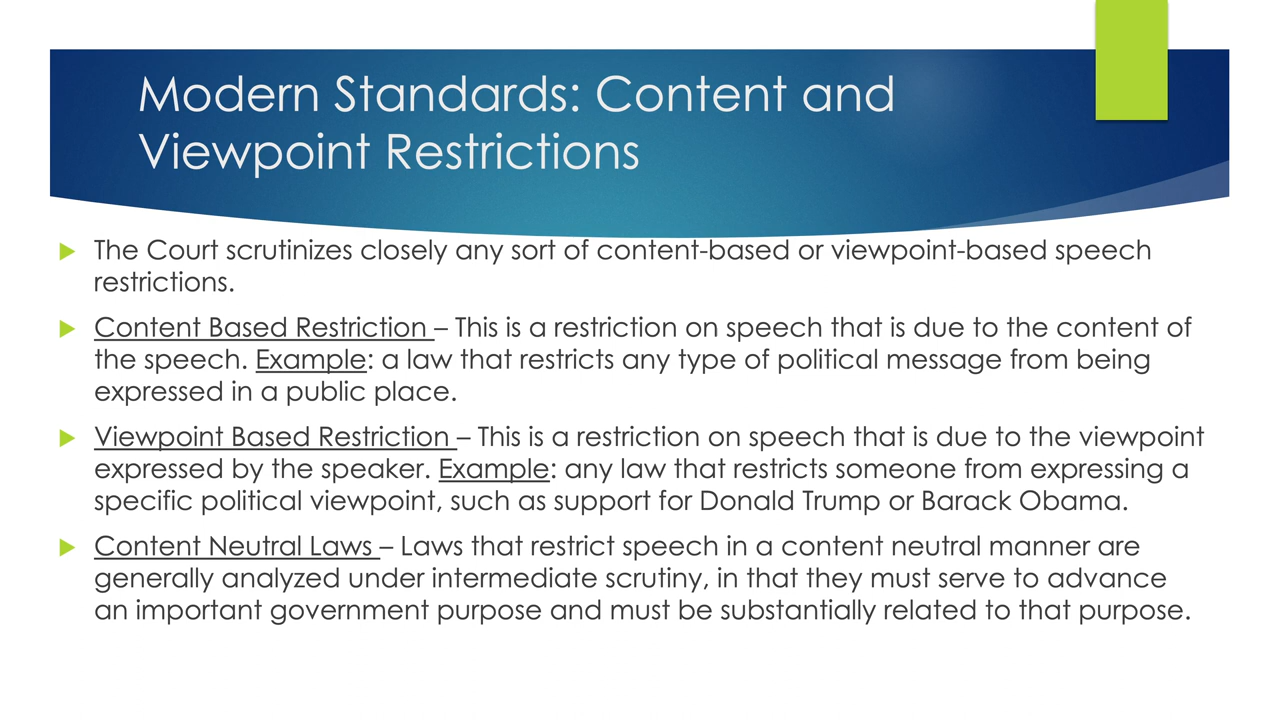 Modern Standards: Content and
Viewpoint Restrictions
The Court scrutinizes closely any sort of content-based or viewpoint-based speech
restrictions.
Content Based Restriction – This is a restriction on speech that is due to the content of
the speech. Example: a law that restricts any type of political message from being
expressed in a public place.
Viewpoint Based Restriction – This is a restriction on speech that is due to the viewpoint
expressed by the speaker. Example: any law that restricts someone from expressing a
specific political viewpoint, such as support for Donald Trump or Barack Obama.
Content Neutral Laws – Laws that restrict speech in a content neutral manner are
generally analyzed under intermediate scrutiny, in that they must serve to advance
an important government purpose and must be substantially related to that purpose.